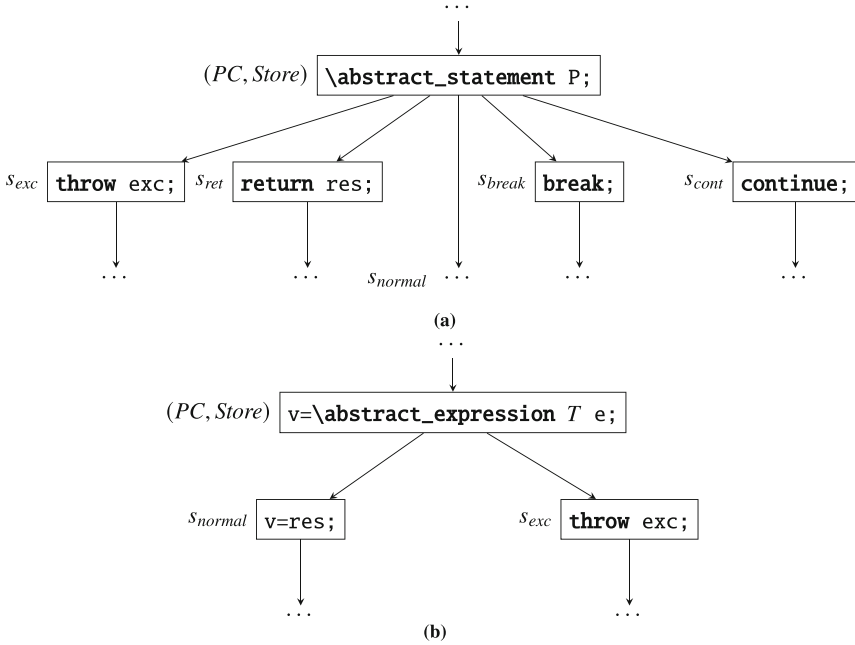 ...
(PC, Store) \abstract_statement P;
s_exc throw exc; s_ret return res; s_break break; s_cont continue;
... ... s_normal ... ... ...
(a)
...
(PC, Store) v=\abstract_expression T e;
s_normal v=res; s_exc throw exc;
... ...
(b)